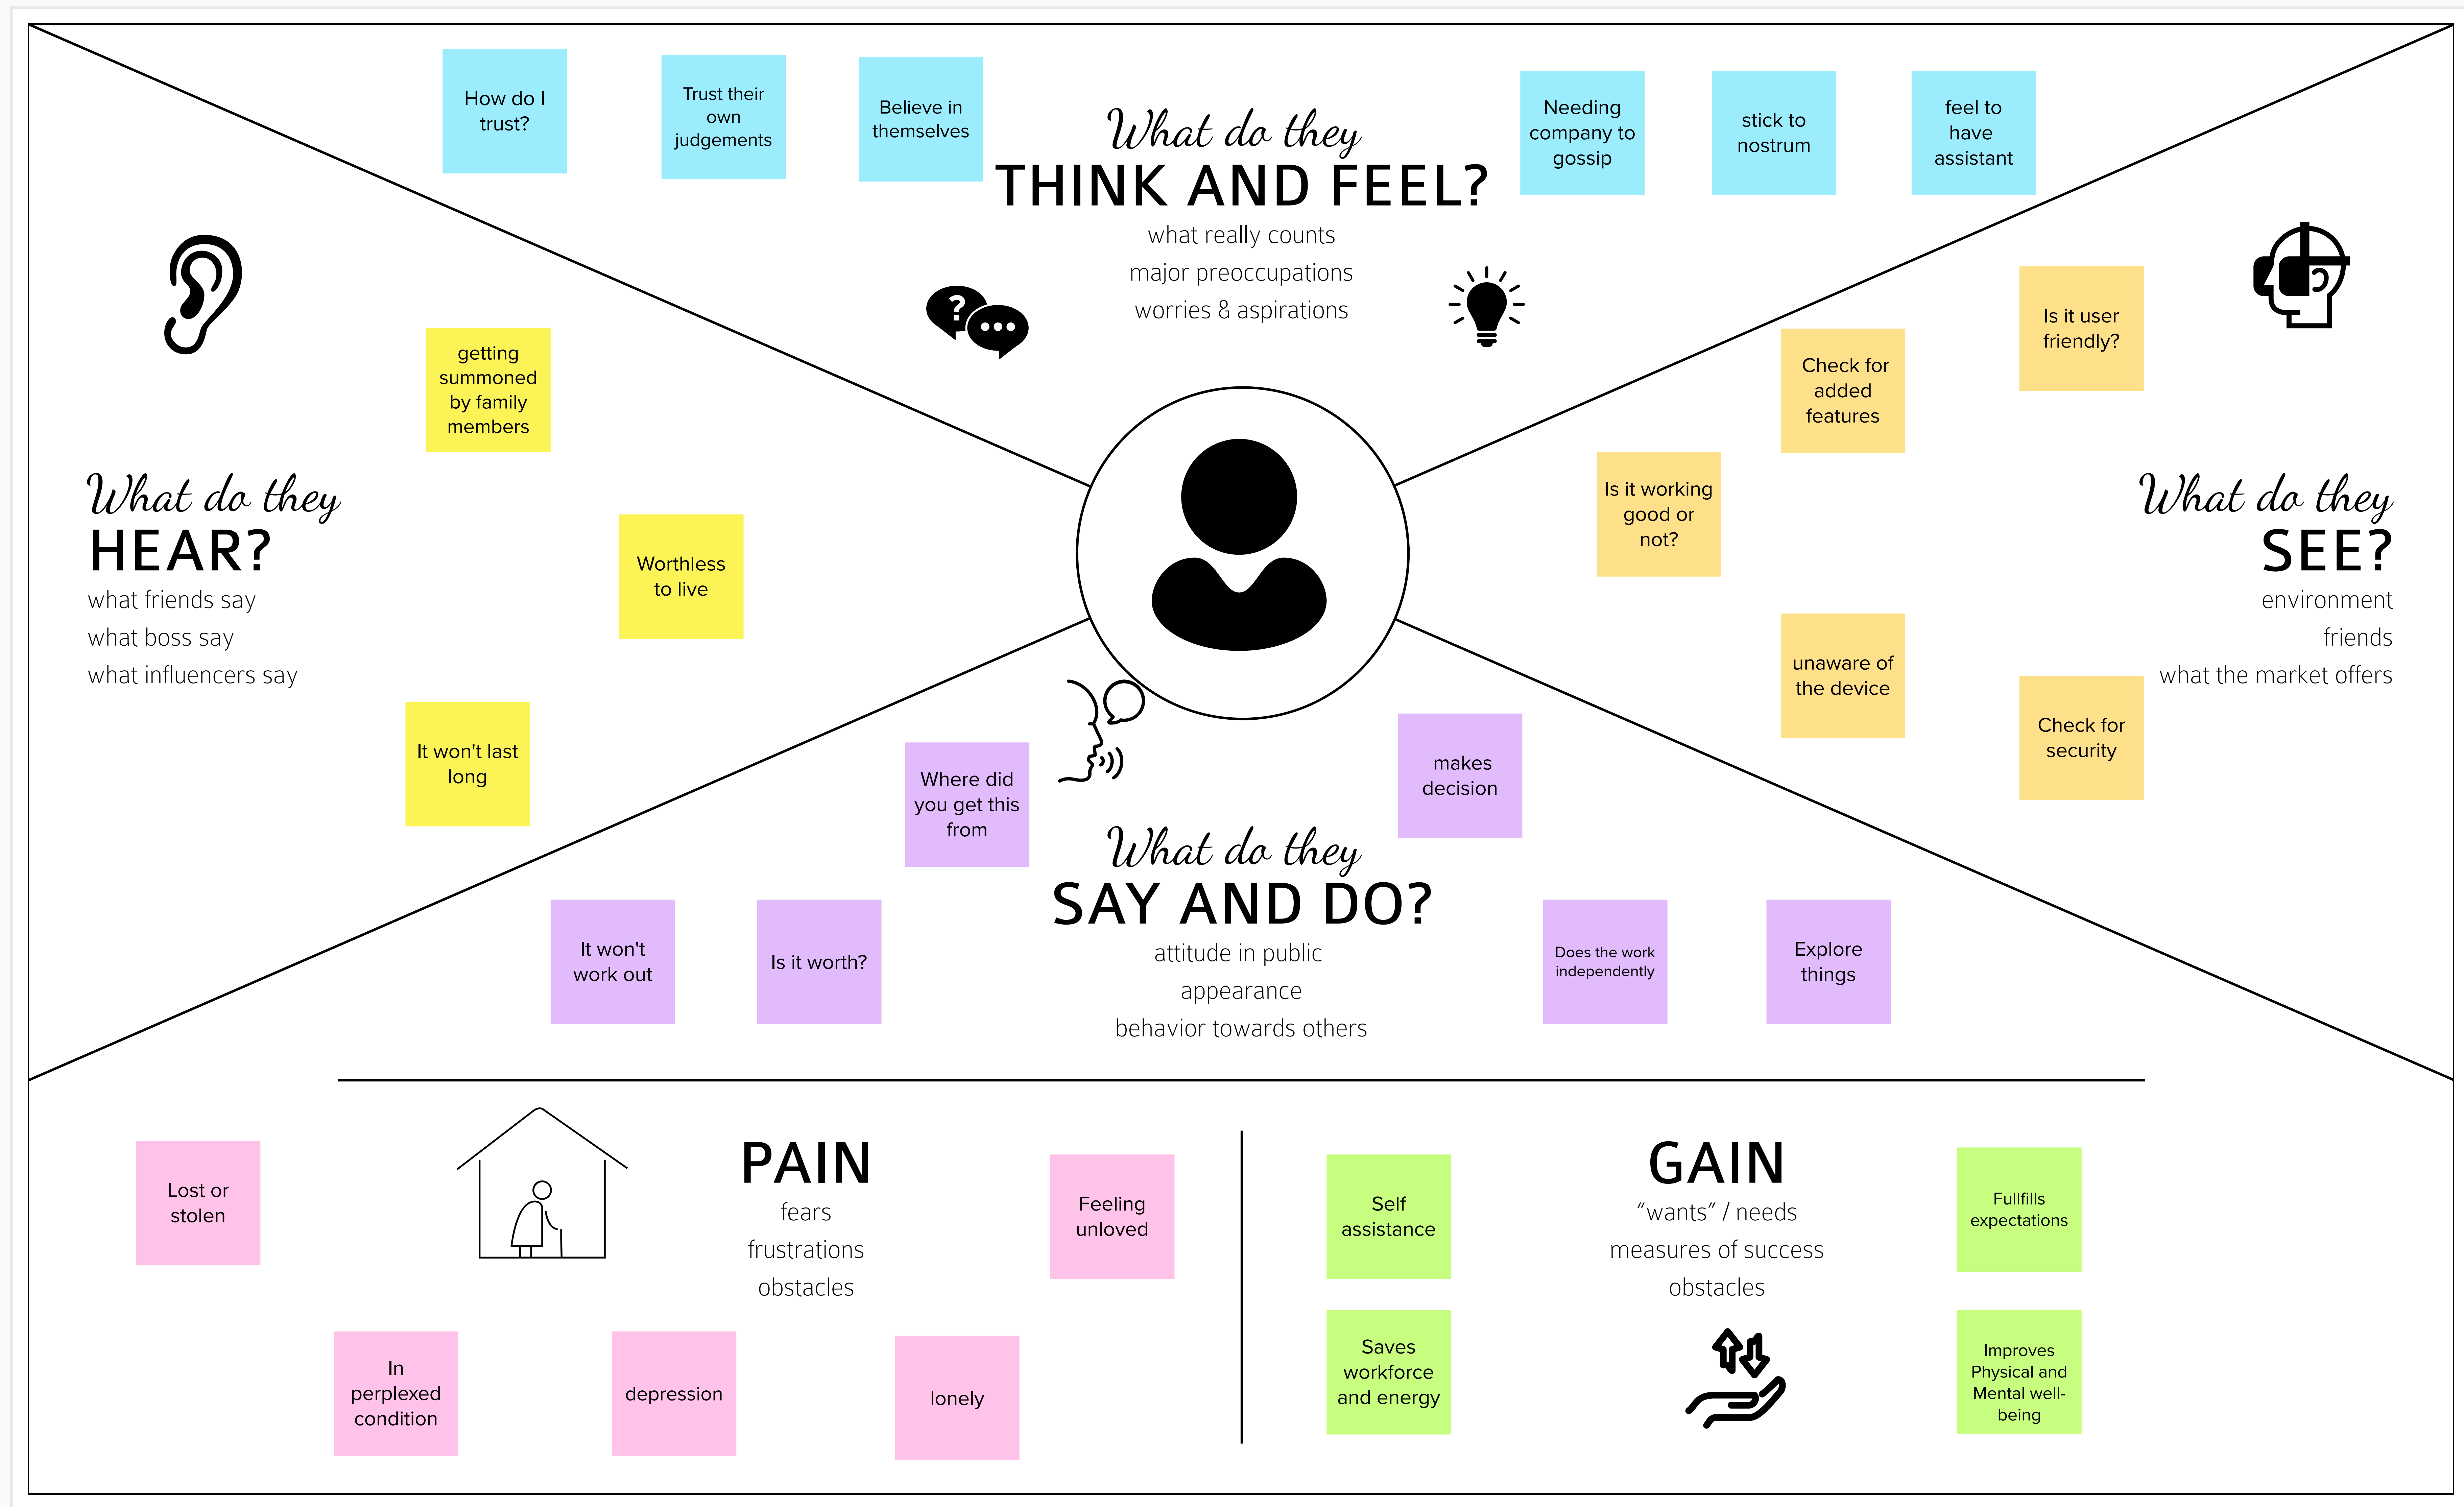 How do I
trust?
Trust their
own
judgements
Believe in
themselves
What do they
THINK AND FEEL?
what really counts
major preoccupations
worries & aspirations
?
Needing
company to
gossip
stick to
nostrum
feel to
have
assistant
getting
summoned
by family
members
What do they
HEAR?
what friends say
what boss say
what influencers say
Worthless
to live
It won't last
long
Is it user
friendly?
Check for
added
features
Is it working
good or
not?
What do they
SEE?
environment
friends
what the market offers
unaware of
the device
Check for
security
Where did
you get this
from
makes
decision
What do they
SAY AND DO?
attitude in public
appearance
behavior towards others
It won't
work out
Is it worth?
Does the work
independently
Explore
things
Lost or
stolen
PAIN
fears
frustrations
obstacles
Feeling
unloved
In
perplexed
condition
depression
lonely
Self
assistance
GAIN
“wants” / needs
measures of success
obstacles
Fullfills
expectations
Saves
workforce
and energy
Improves
Physical and
Mental well-
being